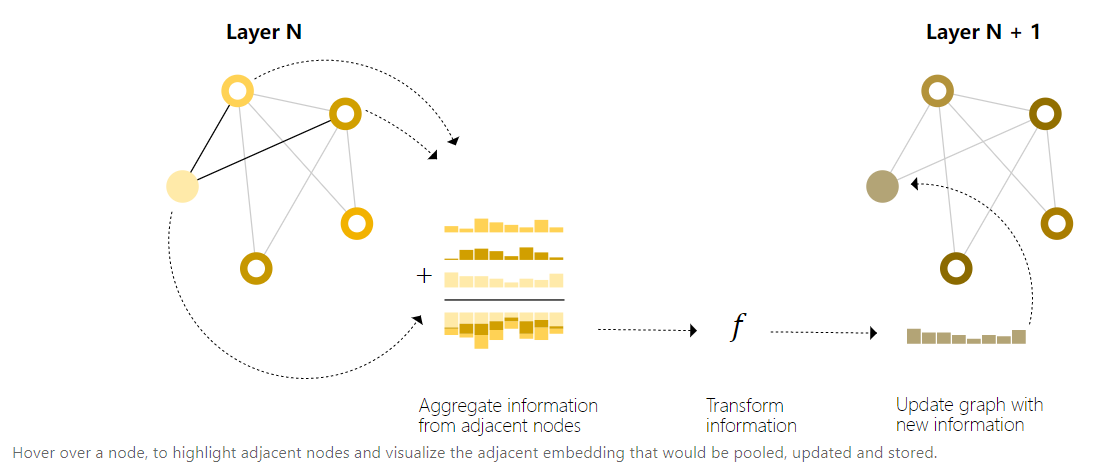 Layer N
Layer N + 1
+
f
Aggregate information
from adjacent nodes
Transform
information
Update graph with
new information
Hover over a node, to highlight adjacent nodes and visualize the adjacent embedding that would be pooled, updated and stored.